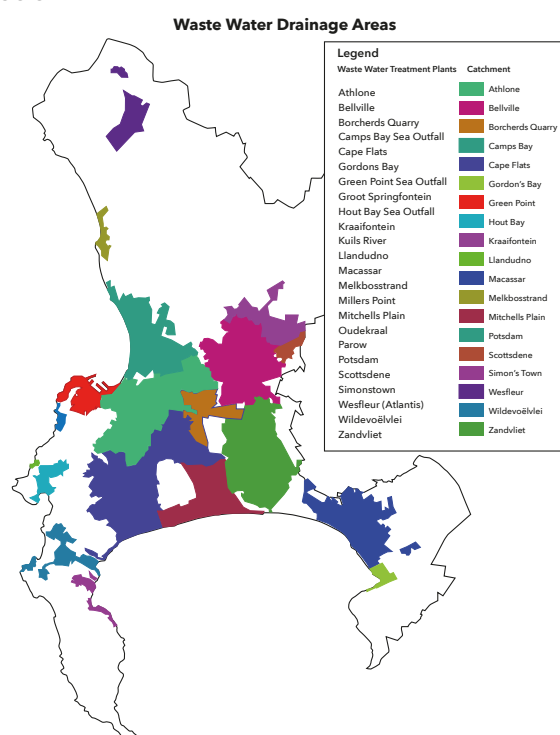 Waste Water Drainage Areas
Legend
Waste Water Treatment Plants Catchment
Athlone
Bellville
Borcherds Quarry
Camps Bay Sea Outfall
Cape Flats
Gordons Bay
Green Point Sea Outfall
Groot Springfontein
Hout Bay Sea Outfall
Kraaifontein
Kuils River
Llandudno
Macassar
Melkbosstrand
Millers Point
Mitchells Plain
Oudekraal
Parow
Potsdam
Scottsdene
Simonstown
Wesfleur (Atlantis)
Wildevoëlvlei
Zandvliet
Athlone
Bellville
Borcherds Quarry
Camps Bay
Cape Flats
Gordon's Bay
Green Point
Hout Bay
Kraaifontein
Llandudno
Macassar
Melkbosstrand
Mitchells Plain
Potsdam
Scottsdene
Simon's Town
Wesfleur
Wildevoëlvlei
Zandvliet